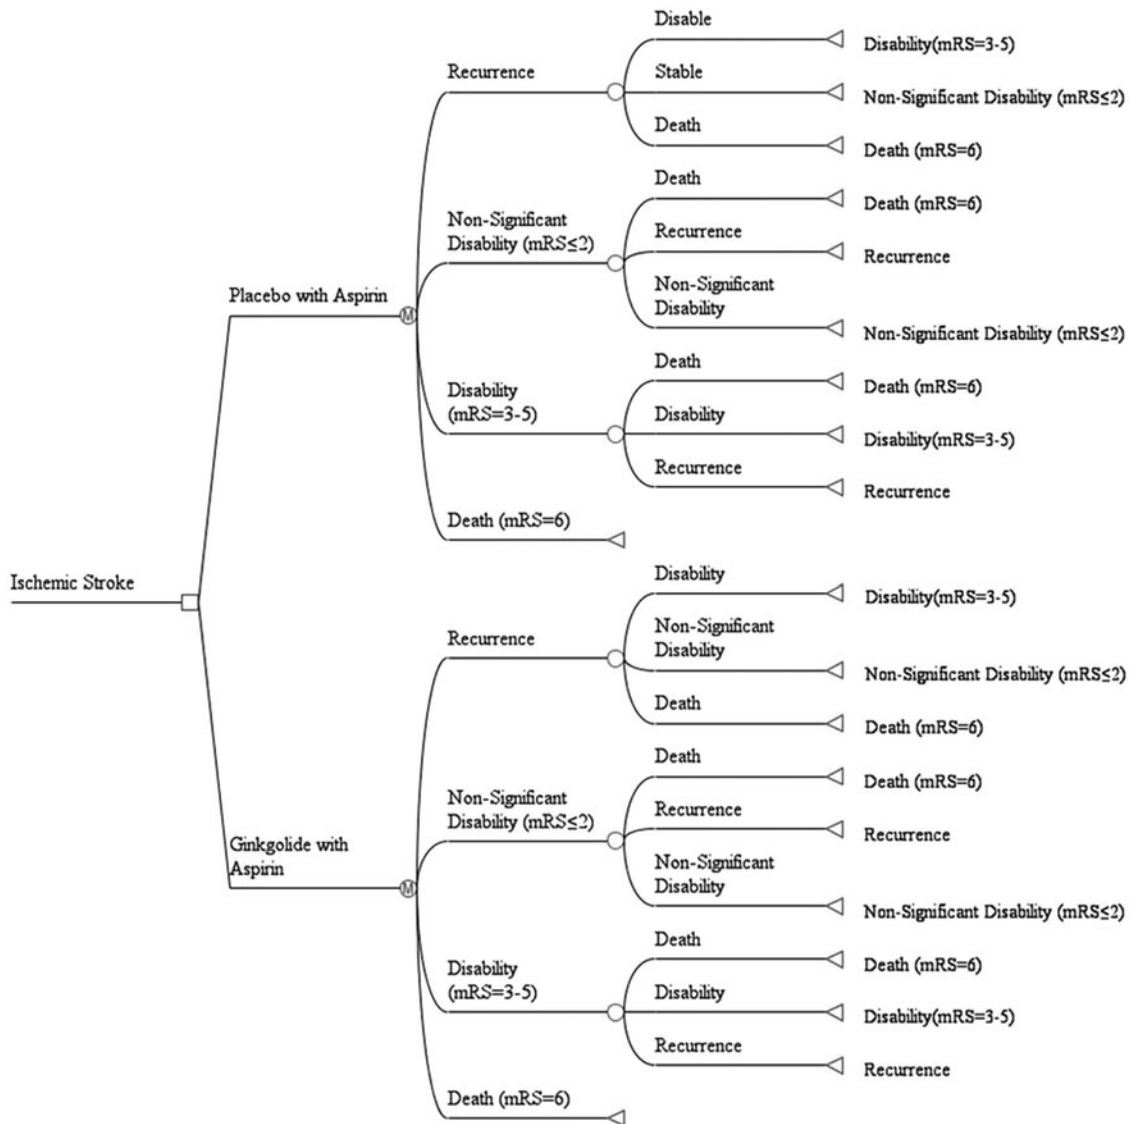 Disable
Disability(mRS=3-5)
Recurrence
Stable
Non-Significant Disability (mRS≤2)
Death
Death (mRS=6)
Death
Death (mRS=6)
Non-Significant
Disability (mRS≤2)
Recurrence
Recurrence
Non-Significant
Disability
Non-Significant Disability (mRS≤2)
Placebo with Aspirin
M
Death
Death (mRS=6)
Disability
(mRS=3-5)
Disability
Disability(mRS=3-5)
Recurrence
Recurrence
Death (mRS=6)
Ischemic Stroke
Disability
Disability(mRS=3-5)
Recurrence
Non-Significant
Disability
Non-Significant Disability (mRS≤2)
Death
Death (mRS=6)
Death
Death (mRS=6)
Non-Significant
Disability (mRS≤2)
Recurrence
Recurrence
Non-Significant
Disability
Non-Significant Disability (mRS≤2)
Ginkgolide with
Aspirin
M
Death
Death (mRS=6)
Disability
(mRS=3-5)
Disability
Disability(mRS=3-5)
Recurrence
Recurrence
Death (mRS=6)